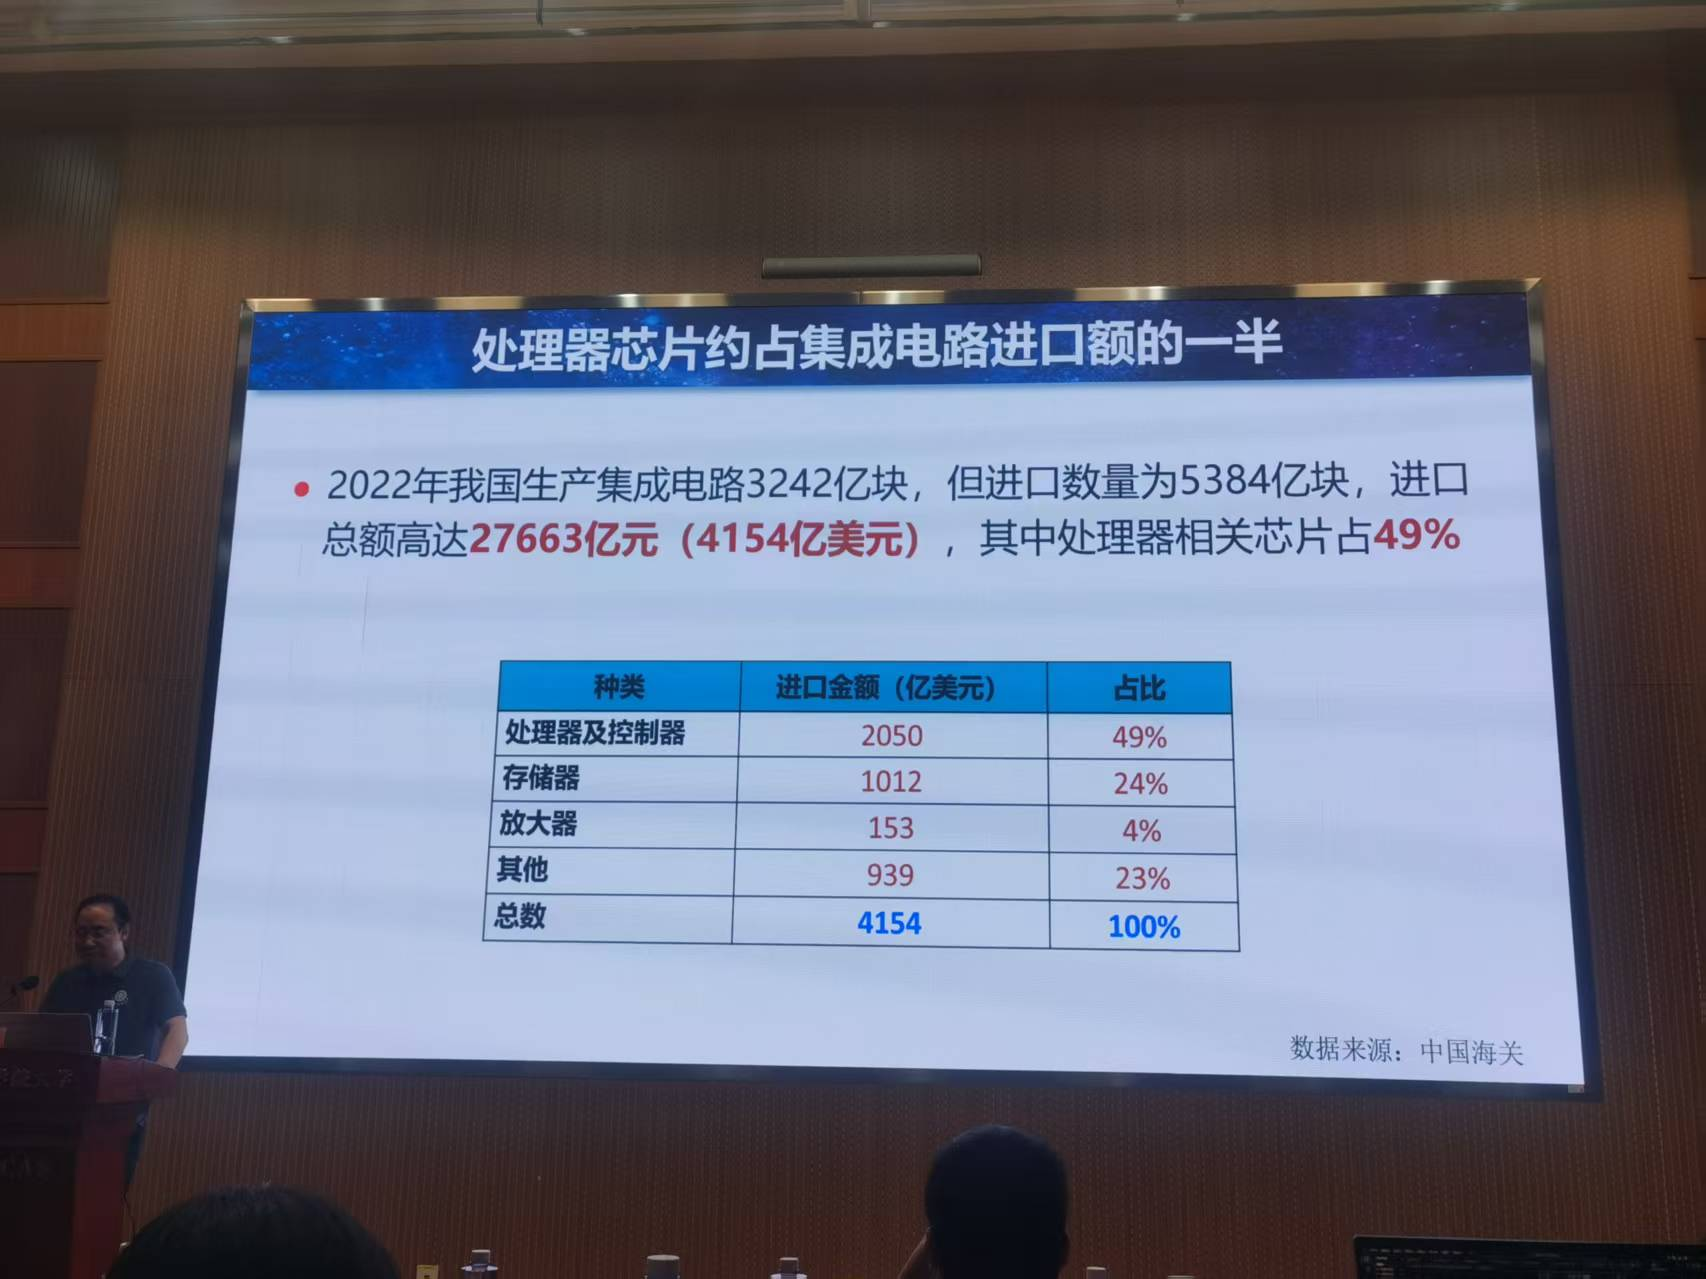 处理器芯片约占集成电路进口额的一半
• 2022年我国生产集成电路3242亿块，但进口数量为5384亿块，进口
总额高达27663亿元（4154亿美元），其中处理器相关芯片占49%
种类 进口金额（亿美元） 占比
处理器及控制器 2050 49%
存储器 1012 24%
放大器 153 4%
其他 939 23%
总数 4154 100%
数据来源：中国海关
院大学